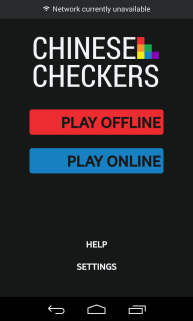 Network currently unavailable
CHINESE
CHECKERS
PLAY OFFLINE
PLAY ONLINE
HELP
SETTINGS